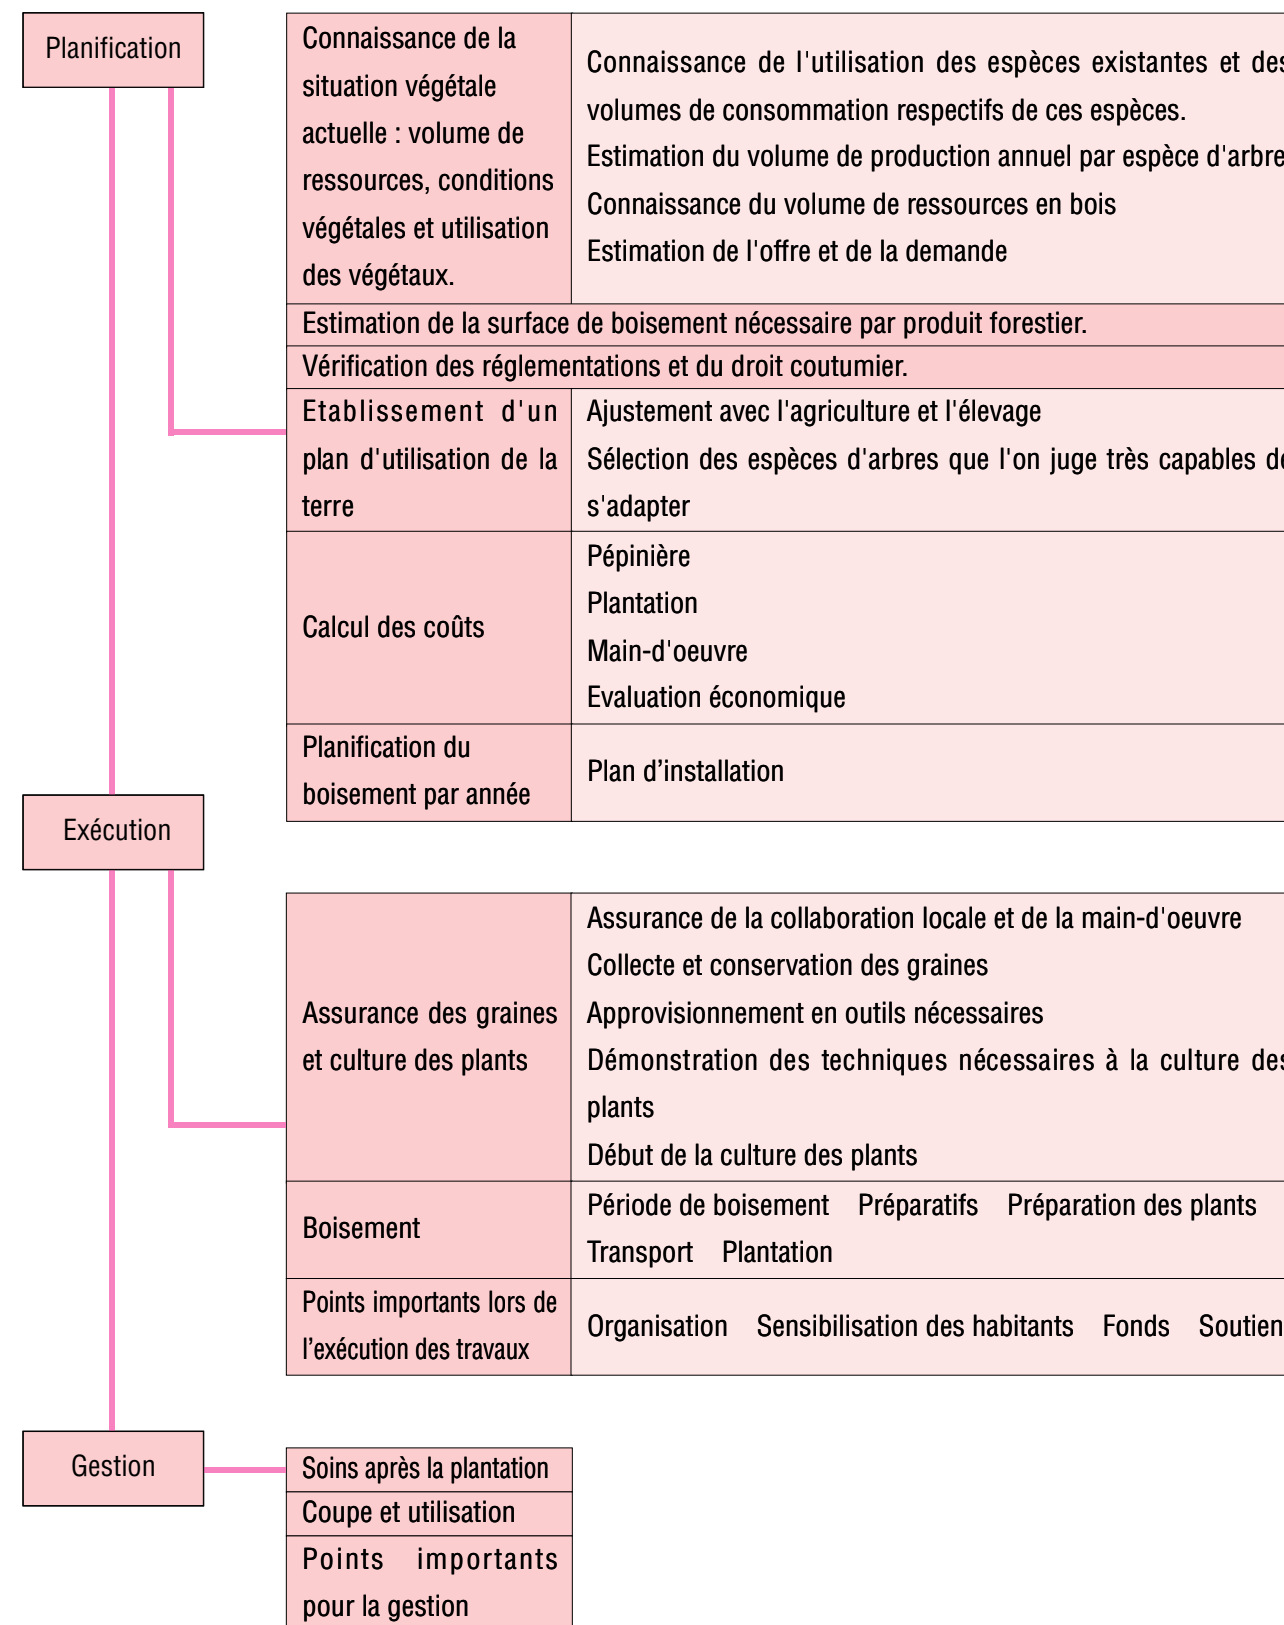 Planification
Connaissance de la
situation végétale
actuelle : volume de
ressources, conditions
végétales et utilisation
des végétaux.
Connaissance de l'utilisation des espèces existantes et des
volumes de consommation respectifs de ces espèces.
Estimation du volume de production annuel par espèce d'arbre
Connaissance du volume de ressources en bois
Estimation de l'offre et de la demande
Estimation de la surface de boisement nécessaire par produit forestier.
Vérification des réglementations et du droit coutumier.
Etablissement d'un
plan d'utilisation de la
terre
Ajustement avec l'agriculture et l'élevage
Sélection des espèces d'arbres que l'on juge très capables de
s'adapter
Calcul des coûts
Pépinière
Plantation
Main-d'oeuvre
Evaluation économique
Planification du
boisement par année
Plan d’installation
Exécution
Assurance des graines
et culture des plants
Assurance de la collaboration locale et de la main-d'oeuvre
Collecte et conservation des graines
Approvisionnement en outils nécessaires
Démonstration des techniques nécessaires à la culture des
plants
Début de la culture des plants
Boisement
Période de boisement Préparatifs Préparation des plants
Transport Plantation
Points importants lors de
l’exécution des travaux
Organisation Sensibilisation des habitants Fonds Soutien
Gestion
Soins après la plantation
Coupe et utilisation
Points importants
pour la gestion